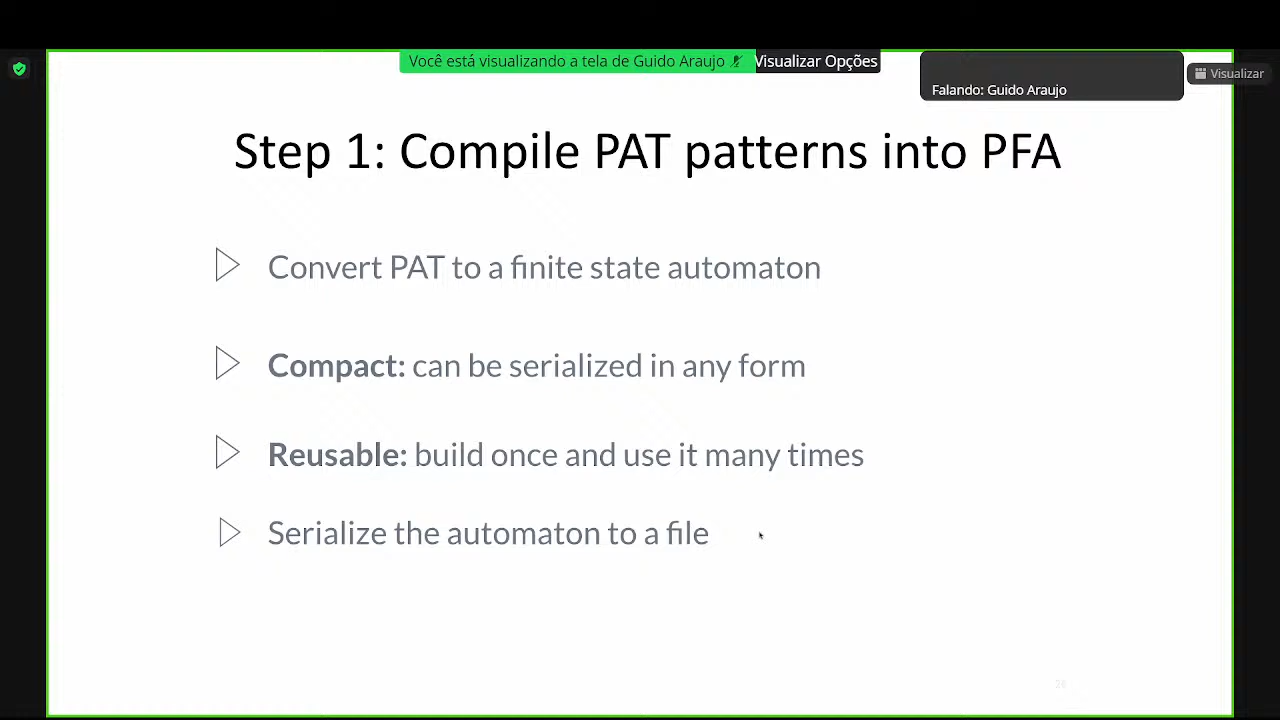 Você está visualizando a tela de Guido Araujo
Visualizar Opções
Visualizar
Falando: Guido Araujo
Step 1: Compile PAT patterns into PFA
Convert PAT to a finite state automaton
Compact: can be serialized in any form
Reusable: build once and use it many times
Serialize the automaton to a file